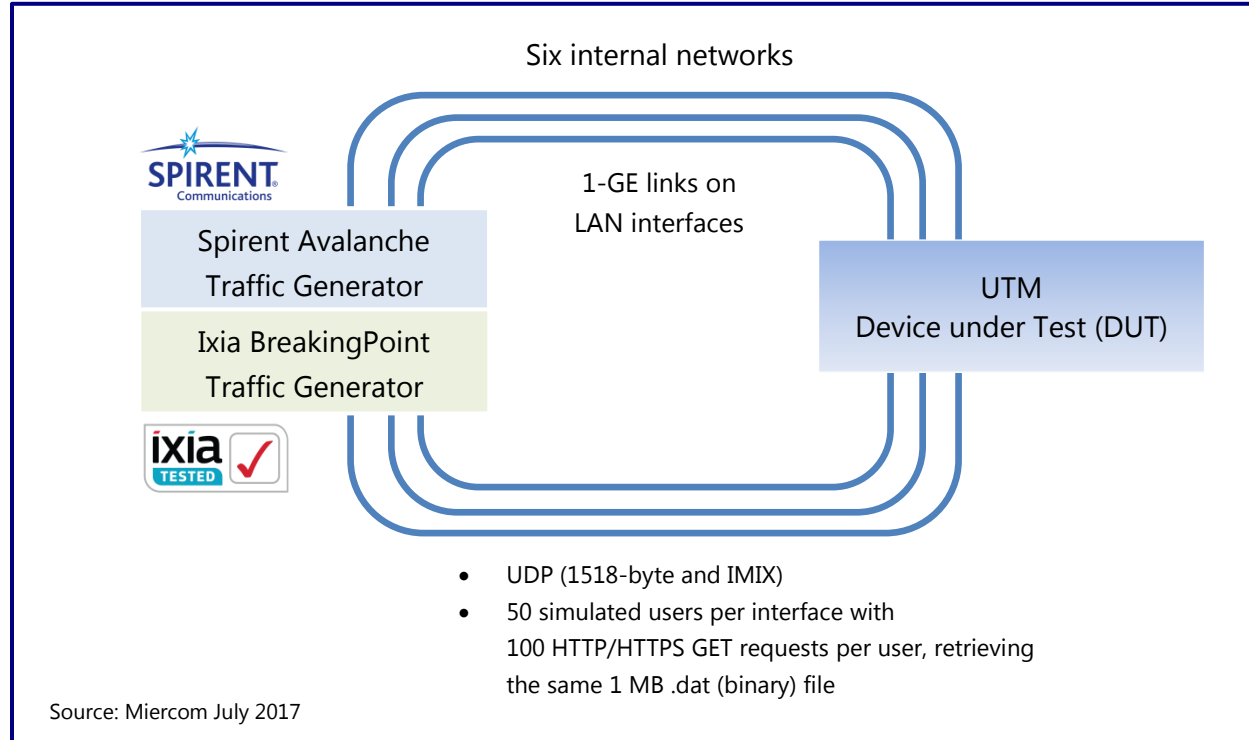 Six internal networks
SPIRENT®
Communications
1-GE links on
LAN interfaces
Spirent Avalanche
Traffic Generator
UTM
Device under Test (DUT)
Ixia BreakingPoint
Traffic Generator
ixia
TESTED
• UDP (1518-byte and IMIX)
• 50 simulated users per interface with
100 HTTP/HTTPS GET requests per user, retrieving
the same 1 MB .dat (binary) file
Source: Miercom July 2017